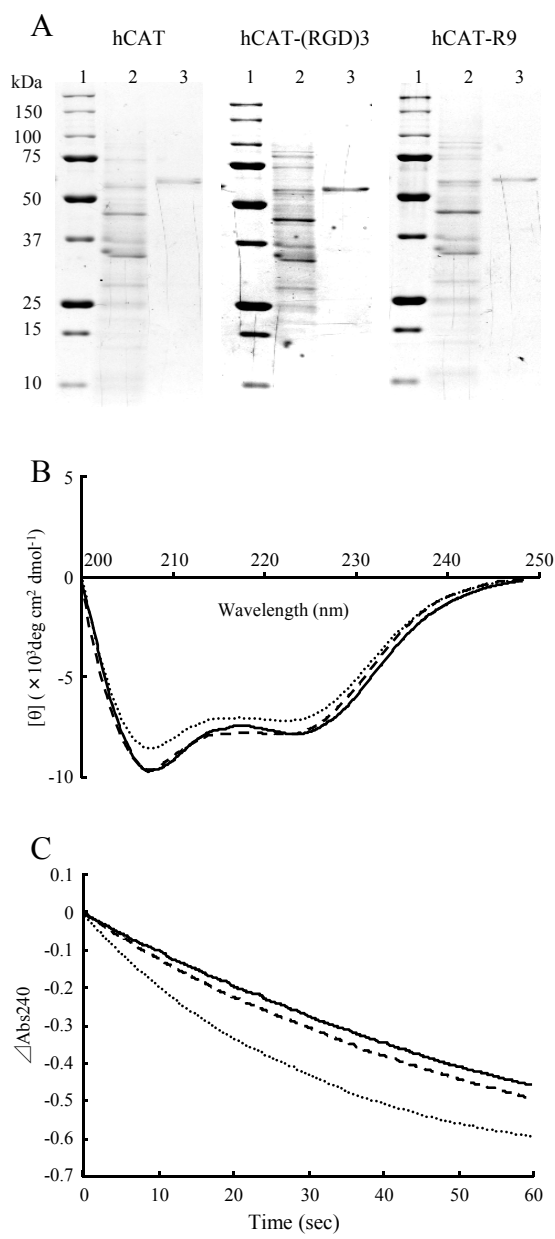 A
hCAT hCAT-(RGD)3 hCAT-R9
kDa 1 2 3 1 2 3 1 2 3
150
100
75
50
37
25
15
10
B
5
0
-5
-10
200 210 220 230 240 250
Wavelength (nm)
[θ] ( ×10³deg cm² dmol⁻¹)
C
0.1
0
-0.1
-0.2
-0.3
-0.4
-0.5
-0.6
-0.7
⊿Abs240
0 10 20 30 40 50 60
Time (sec)